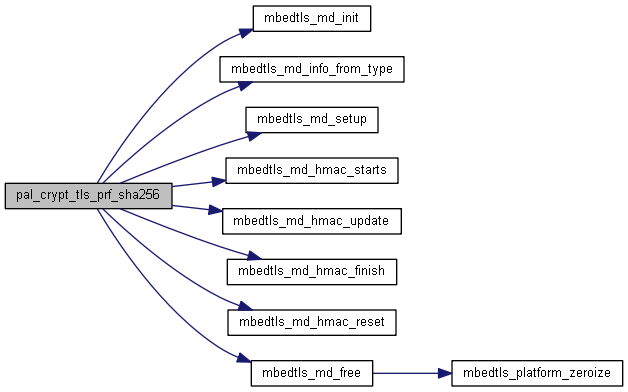 mbedtls_md_init
mbedtls_md_info_from_type
mbedtls_md_setup
mbedtls_md_hmac_starts
pal_crypt_tls_prf_sha256
mbedtls_md_hmac_update
mbedtls_md_hmac_finish
mbedtls_md_hmac_reset
mbedtls_md_free
mbedtls_platform_zeroize